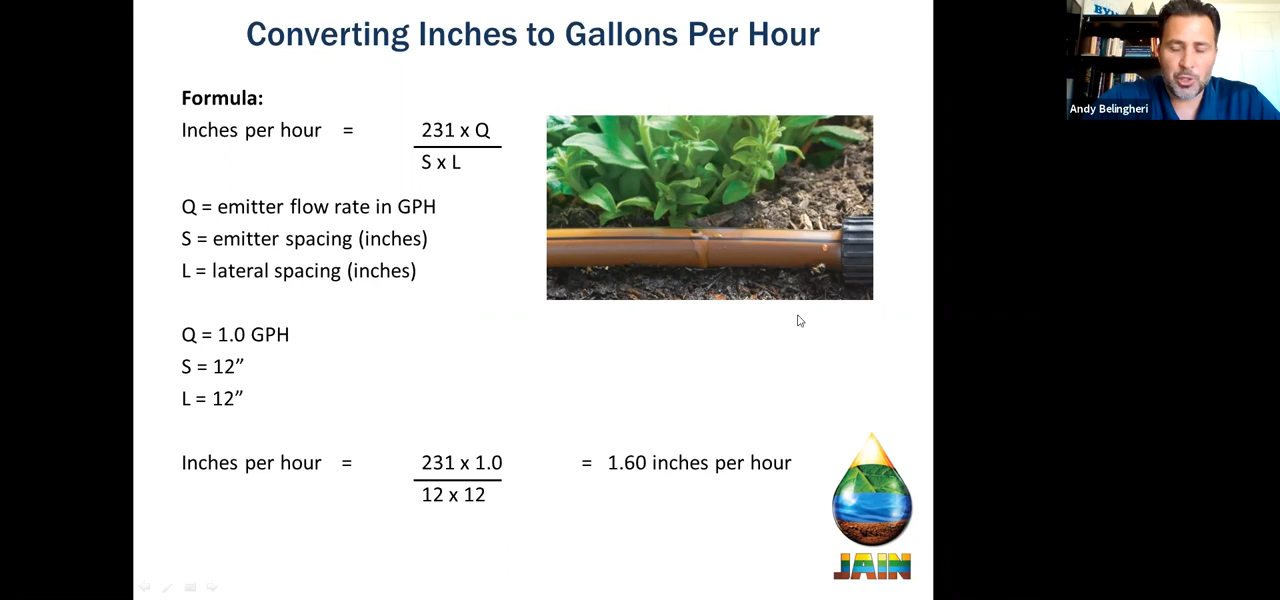 Converting Inches to Gallons Per Hour
Andy Belingheri
Formula:
Inches per hour = 231 x Q
S x L
Q = emitter flow rate in GPH
S = emitter spacing (inches)
L = lateral spacing (inches)
Q = 1.0 GPH
S = 12”
L = 12”
Inches per hour = 231 x 1.0 = 1.60 inches per hour
12 x 12
JAIN